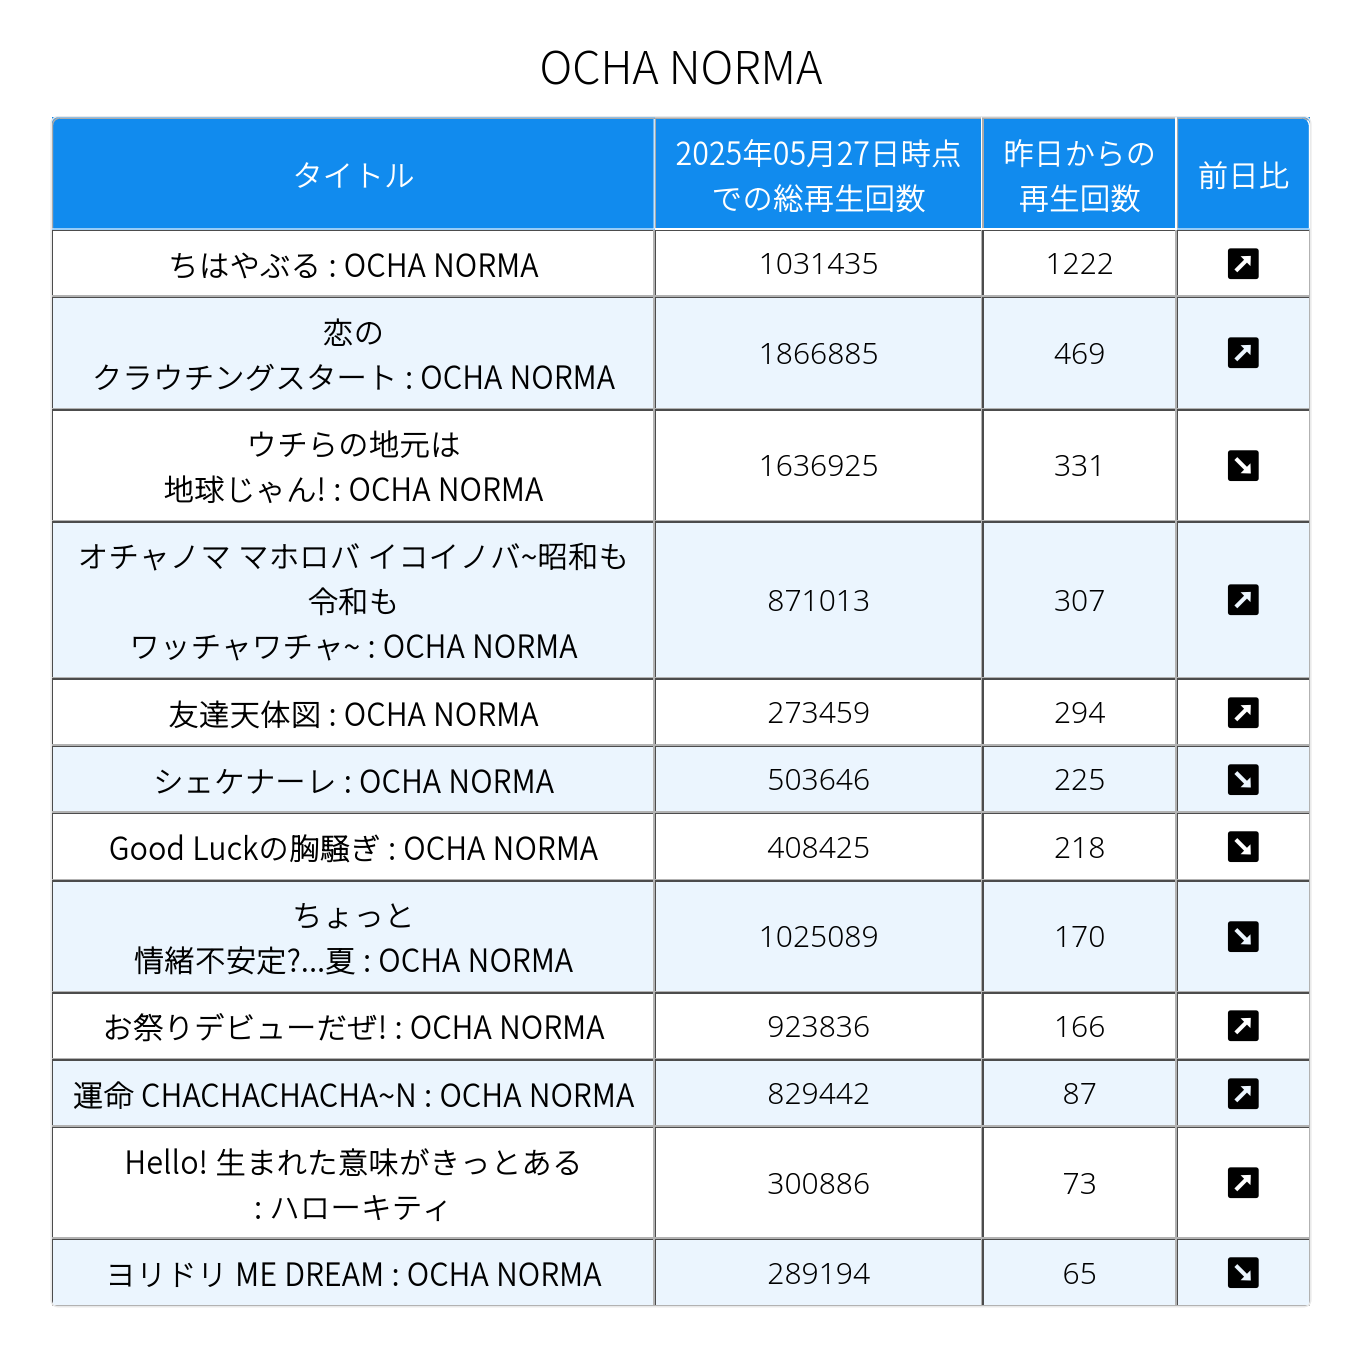 OCHA NORMA
タイトル
2025年05月27日時点
での総再生回数
昨日からの
再生回数
前日比
ちはやぶる : OCHA NORMA
1031435
1222
恋の
クラウチングスタート : OCHA NORMA
1866885
469
ウチらの地元は
地球じゃん! : OCHA NORMA
1636925
331
オチャノマ マホロバ イコイノバ~昭和も
令和も
ワッチャワチャ~ : OCHA NORMA
871013
307
友達天体図 : OCHA NORMA
273459
294
シェケナーレ : OCHA NORMA
503646
225
Good Luckの胸騒ぎ : OCHA NORMA
408425
218
ちょっと
情緒不安定?...夏 : OCHA NORMA
1025089
170
お祭りデビューだぜ! : OCHA NORMA
923836
166
運命 CHACHACHACHA~N : OCHA NORMA
829442
87
Hello! 生まれた意味がきっとある
: ハローキティ
300886
73
ヨリドリ ME DREAM : OCHA NORMA
289194
65